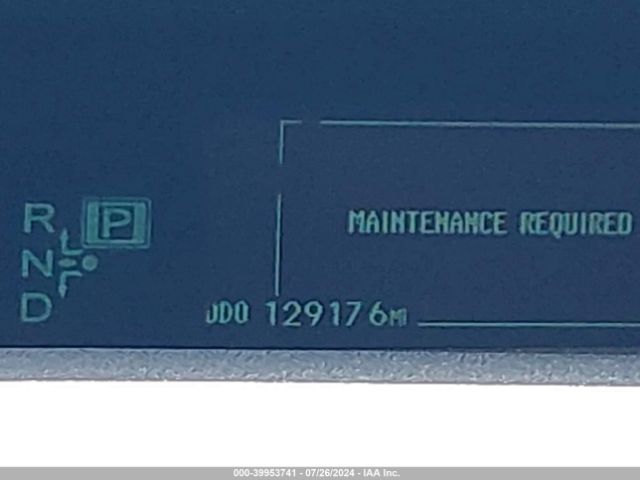 R P
MAINTENANCE REQUIRED
N
D
ODO 129176MI
000-39953741 - 07/26/2024 - IAA Inc.